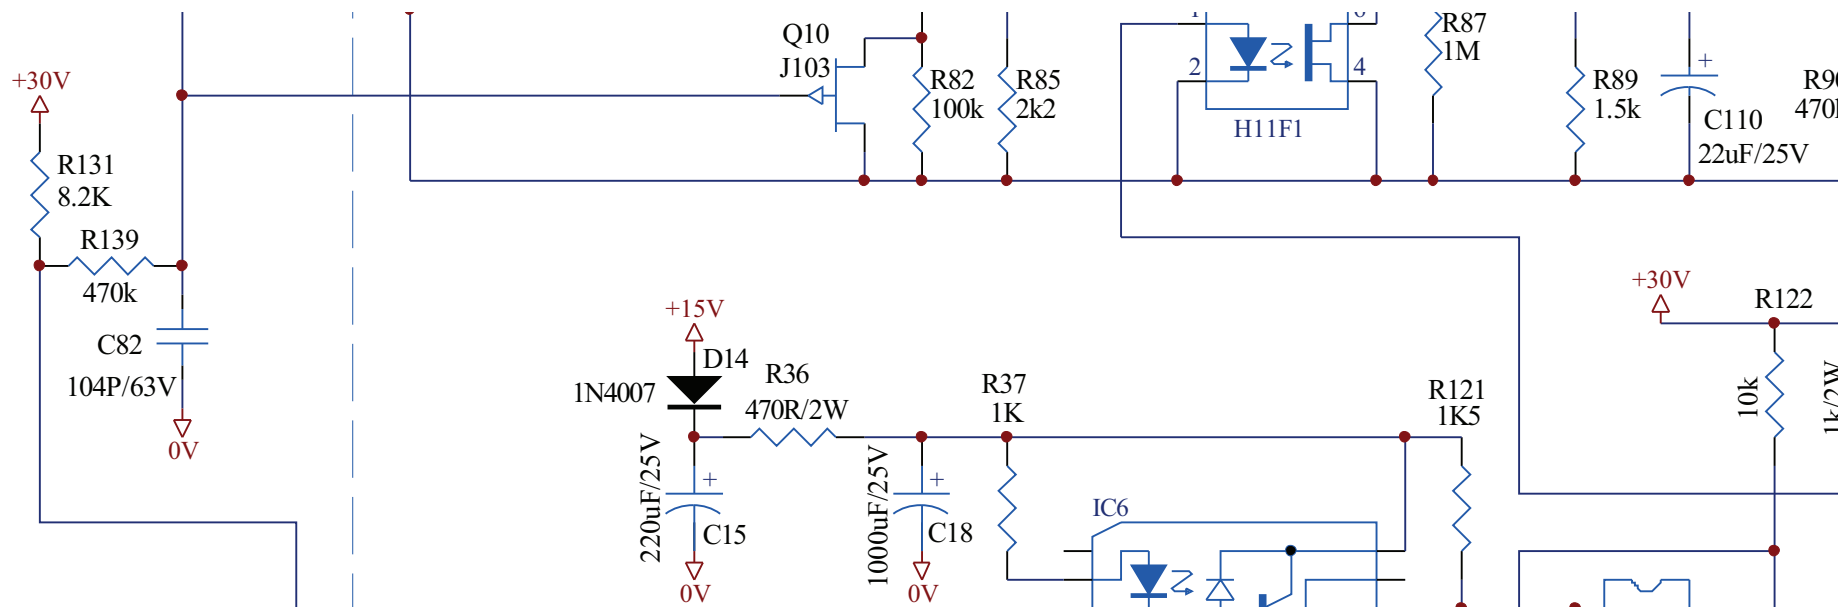 Q10
J103
+30V
R131
8.2K
R139
470k
C82
104P/63V
0V
R82
100k
R85
2k2
2
4
H11F1
R87
1M
R89
1.5k
+
C110
22uF/25V
+15V
D14
1N4007
R36
470R/2W
220uF/25V
+
C15
0V
1000uF/25V
+
C18
0V
R37
1K
IC6
R121
1K5
+30V
R122
10k
1k/2W